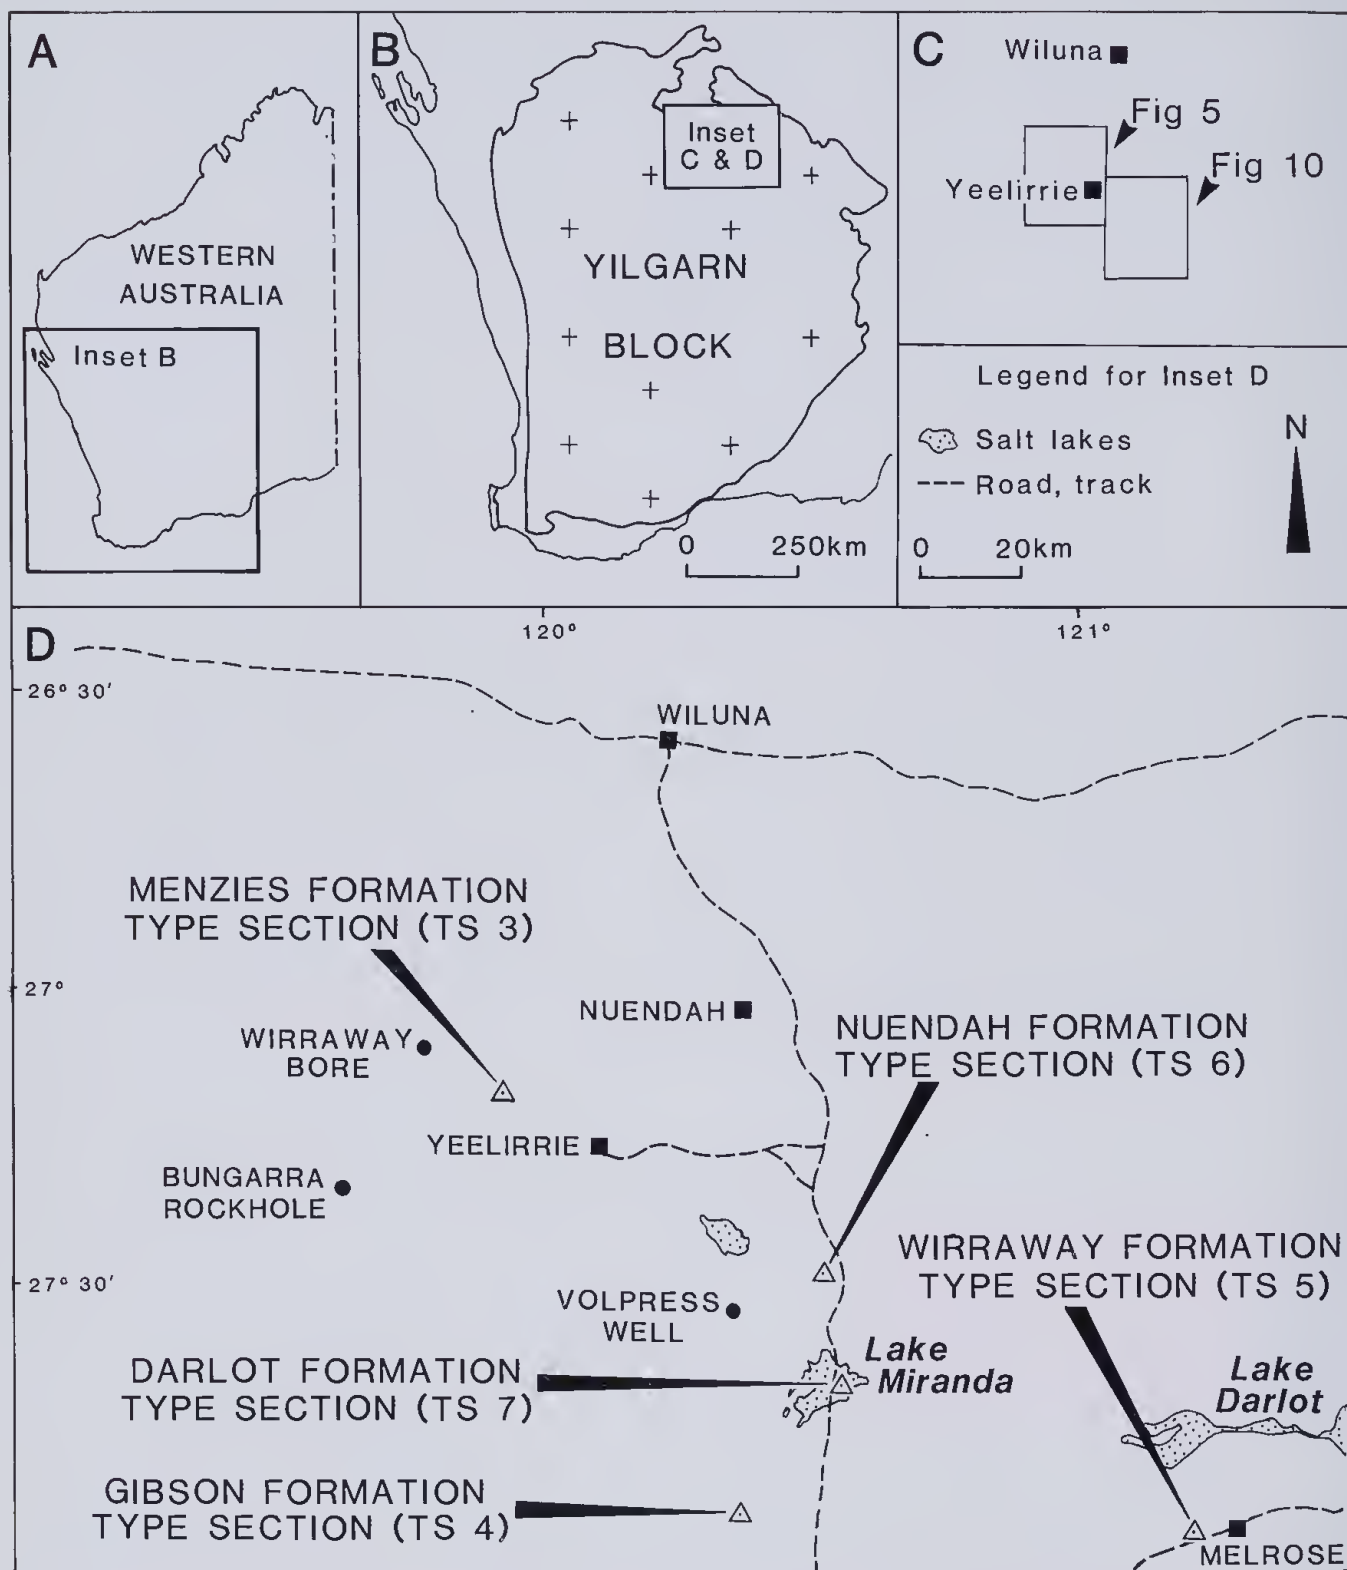 A
WESTERN
AUSTRALIA
Inset B
B
Inset
C & D
YILGARN
BLOCK
0 250km
C
Wiluna
Fig 5
Fig 10
Yeelirrie
Legend for Inset D
Salt lakes
Road, track
N
0 20km
D
120°
121°
26° 30'
WILUNA
MENZIES FORMATION
TYPE SECTION (TS 3)
27°
NUENDAH
NUENDAH FORMATION
TYPE SECTION (TS 6)
WIRRAWAY
BORE
YEELIRRIE
BUNGARRA
ROCKHOLE
WIRRAWAY FORMATION
TYPE SECTION (TS 5)
27° 30'
VOLPRESS
WELL
Lake
Miranda
DARLOT FORMATION
TYPE SECTION (TS 7)
Lake
Darlot
GIBSON FORMATION
TYPE SECTION (TS 4)
MELROSE